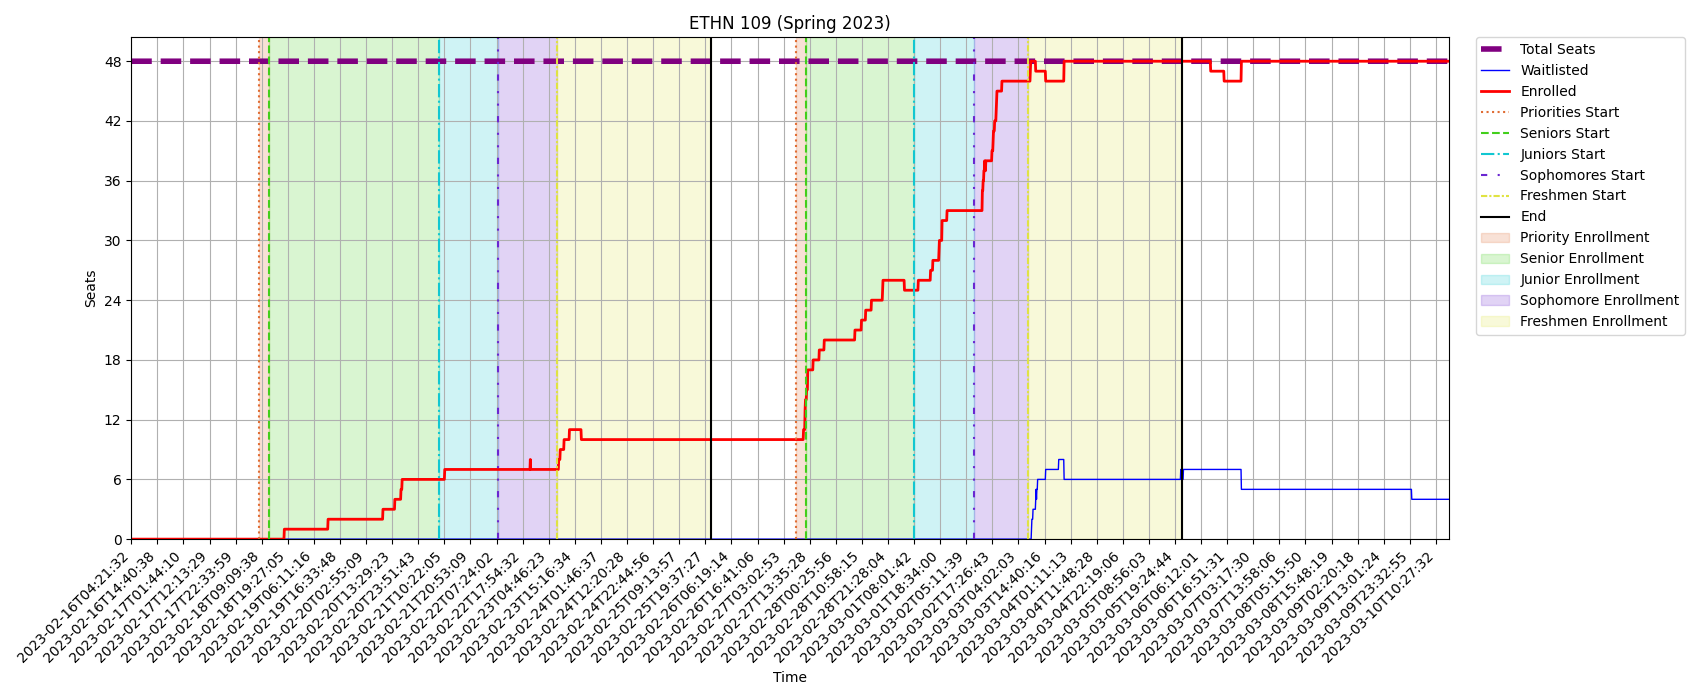 ETHN 109 (Spring 2023)
Seats
48
42
36
30
24
18
12
6
0
2023-02-16T04:21:32
2023-02-16T14:40:38
2023-02-17T01:44:10
2023-02-17T12:13:29
2023-02-17T22:33:59
2023-02-18T09:09:38
2023-02-18T19:27:05
2023-02-19T06:11:16
2023-02-19T16:33:48
2023-02-20T02:55:09
2023-02-20T13:29:23
2023-02-20T23:51:43
2023-02-21T10:22:05
2023-02-21T20:53:09
2023-02-22T07:24:02
2023-02-22T17:54:32
2023-02-23T04:46:23
2023-02-23T15:16:34
2023-02-24T01:46:37
2023-02-24T12:20:28
2023-02-24T22:44:56
2023-02-25T09:13:57
2023-02-25T19:37:27
2023-02-26T06:19:14
2023-02-26T16:41:06
2023-02-27T03:02:53
2023-02-27T13:35:28
2023-02-28T00:25:56
2023-02-28T10:58:15
2023-02-28T21:28:04
2023-03-01T08:01:42
2023-03-01T18:34:00
2023-03-02T05:11:39
2023-03-02T17:26:43
2023-03-03T04:02:03
2023-03-03T14:40:16
2023-03-04T01:11:13
2023-03-04T11:48:28
2023-03-04T22:19:06
2023-03-05T08:56:03
2023-03-05T19:24:44
2023-03-06T06:12:01
2023-03-06T16:51:31
2023-03-07T03:17:30
2023-03-07T13:58:06
2023-03-08T05:15:50
2023-03-08T15:48:19
2023-03-09T02:20:18
2023-03-09T13:01:24
2023-03-09T23:32:55
2023-03-10T10:27:32
Time
Total Seats
Waitlisted
Enrolled
Priorities Start
Seniors Start
Juniors Start
Sophomores Start
Freshmen Start
End
Priority Enrollment
Senior Enrollment
Junior Enrollment
Sophomore Enrollment
Freshmen Enrollment